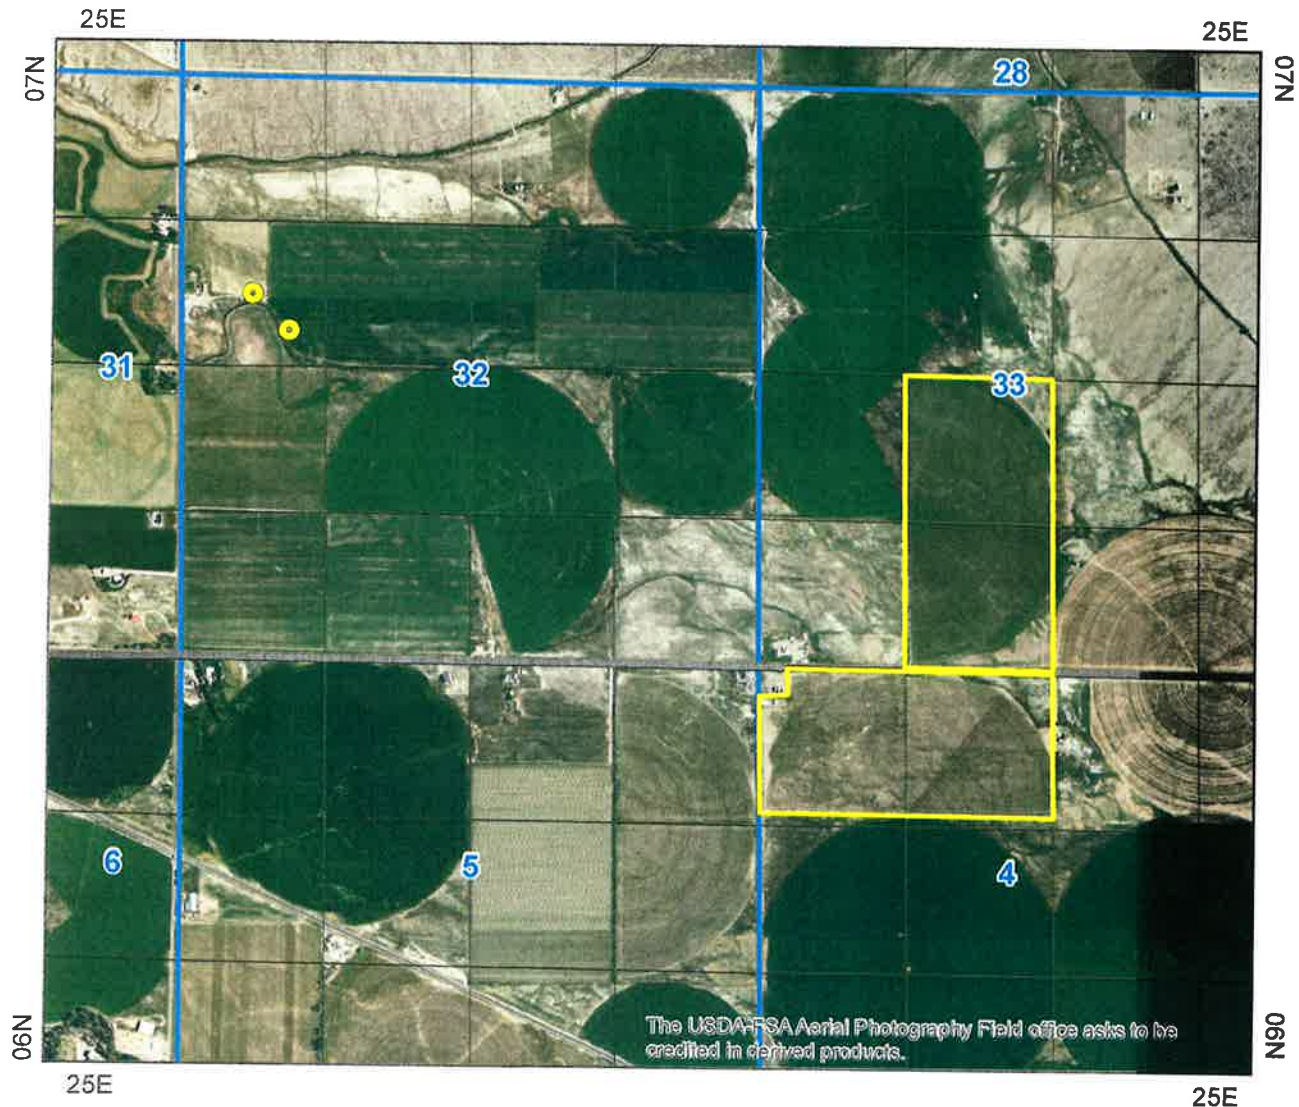 25E
25E
07N
07N
28
31
32
33
6
5
4
The USDA-FSA Aerial Photography Field office asks to be
credited in derived products.
06N
06N
25E
25E